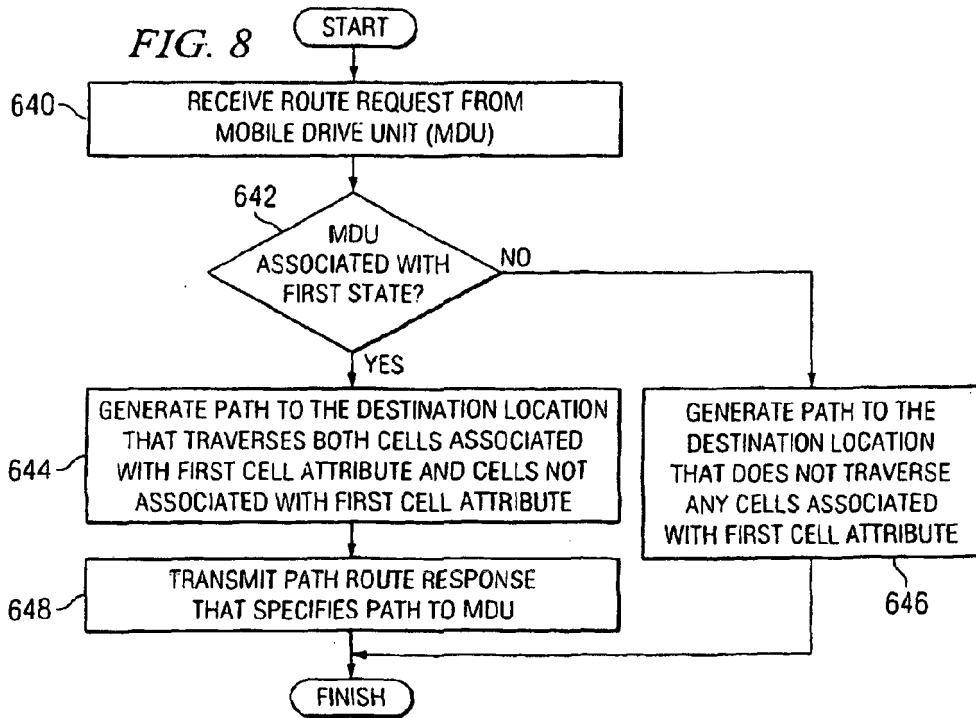 FIG. 8
START
640
RECEIVE ROUTE REQUEST FROM
MOBILE DRIVE UNIT (MDU)
642
MDU
ASSOCIATED WITH
FIRST STATE?
NO
YES
644
GENERATE PATH TO THE DESTINATION LOCATION
THAT TRAVERSES BOTH CELLS ASSOCIATED
WITH FIRST CELL ATTRIBUTE AND CELLS NOT
ASSOCIATED WITH FIRST CELL ATTRIBUTE
GENERATE PATH TO THE
DESTINATION LOCATION
THAT DOES NOT TRAVERSE
ANY CELLS ASSOCIATED
WITH FIRST CELL ATTRIBUTE
646
648
TRANSMIT PATH ROUTE RESPONSE
THAT SPECIFIES PATH TO MDU
FINISH